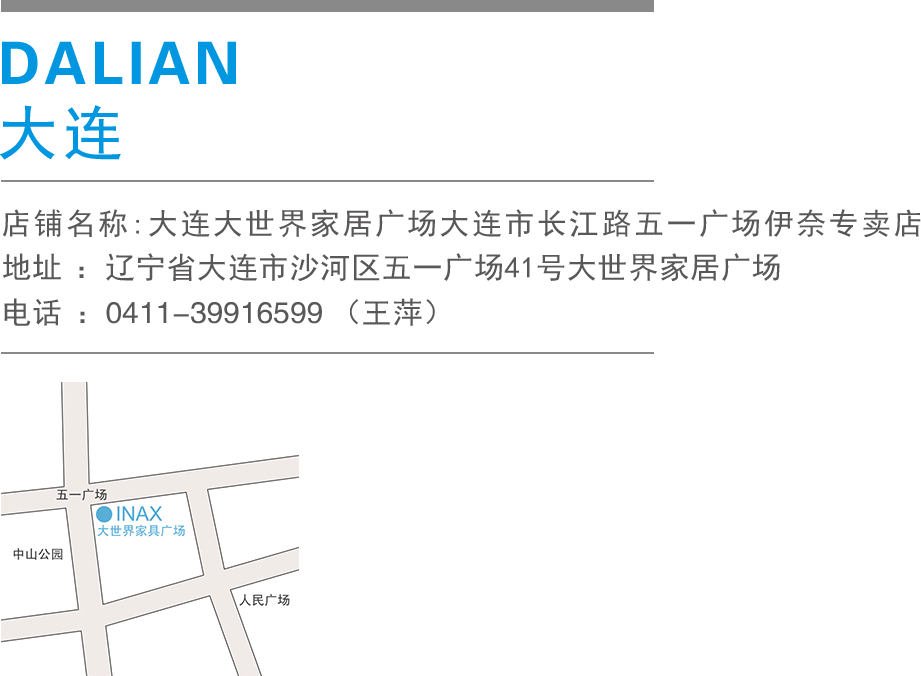 DALIAN
大连
店铺名称:大连大世界家居广场大连市长江路五一广场伊奈专卖店
地址 : 辽宁省大连市沙河区五一广场41号大世界家居广场
电话 : 0411-39916599 （王萍）
五一广场
INAX
大世界家具广场
中山公园
人民广场